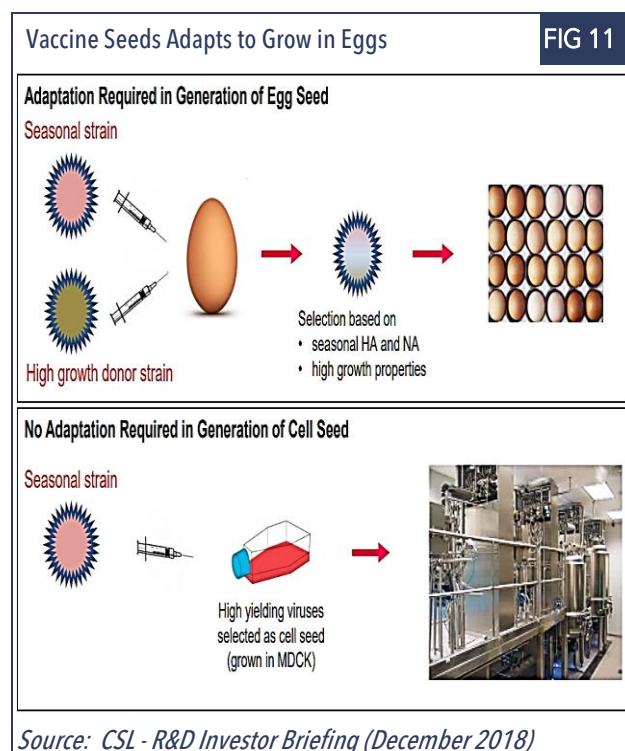 Vaccine Seeds Adapts to Grow in Eggs
FIG 11
Adaptation Required in Generation of Egg Seed
Seasonal strain
High growth donor strain
Selection based on
• seasonal HA and NA
• high growth properties
No Adaptation Required in Generation of Cell Seed
Seasonal strain
High yielding viruses
selected as cell seed
(grown in MDCK)
Source: CSL - R&D Investor Briefing (December 2018)